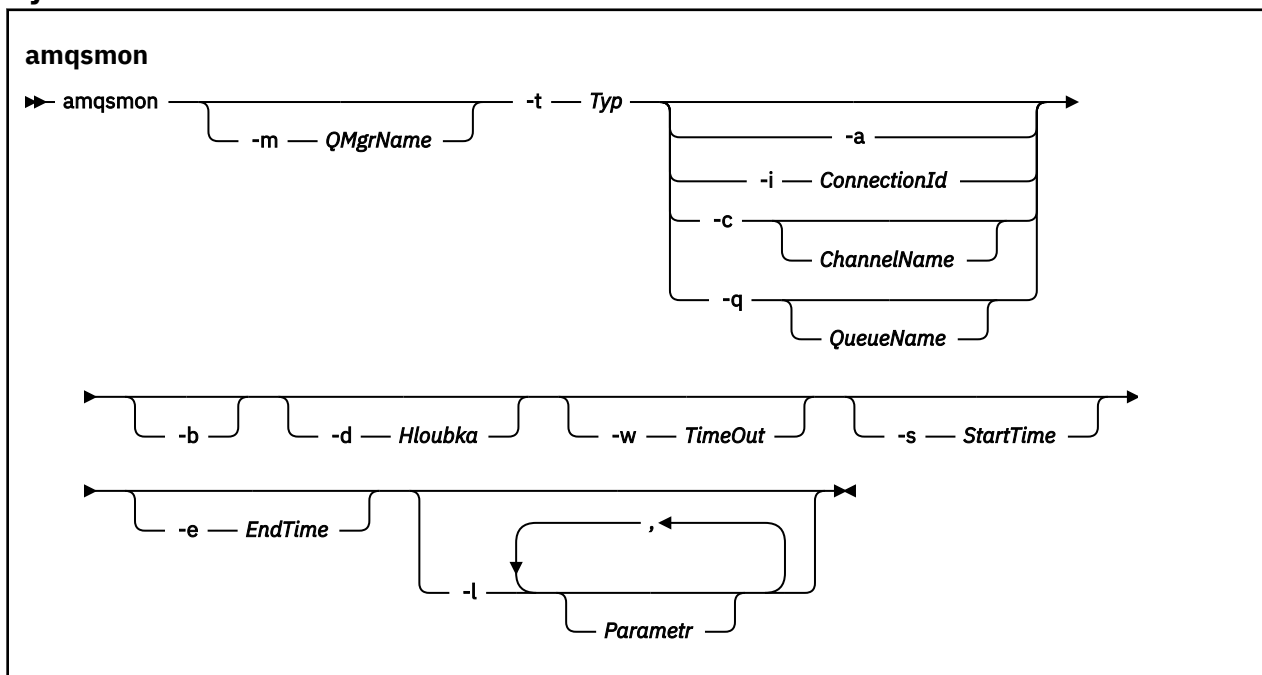 amqsmon
amqsmon -m QMgrName -t Typ
-a
-i ConnectionId
-c ChannelName
-q QueueName
-b -d Hloubka -w TimeOut -s StartTime
-e EndTime -l , Parametr